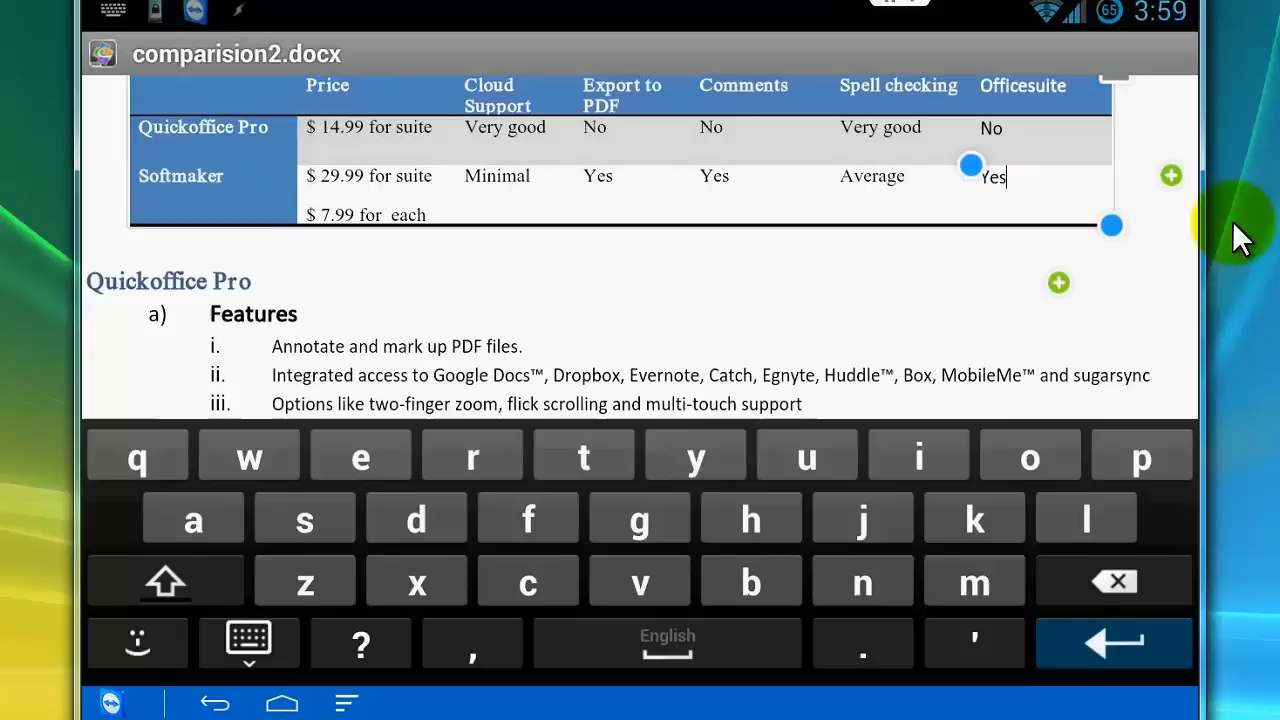 65 3:59
comparision2.docx
Price Cloud Support Export to PDF Comments Spell checking Officesuite
Quickoffice Pro $ 14.99 for suite Very good No No Very good No
Softmaker $ 29.99 for suite Minimal Yes Yes Average Yes
$ 7.99 for each
Quickoffice Pro
a) Features
i. Annotate and mark up PDF files.
ii. Integrated access to Google Docs™, Dropbox, Evernote, Catch, Egnyte, Huddle™, Box, MobileMe™ and sugarsync
iii. Options like two-finger zoom, flick scrolling and multi-touch support
q w e r t y u i o p
a s d f g h j k l
z x c v b n m
? , English . '